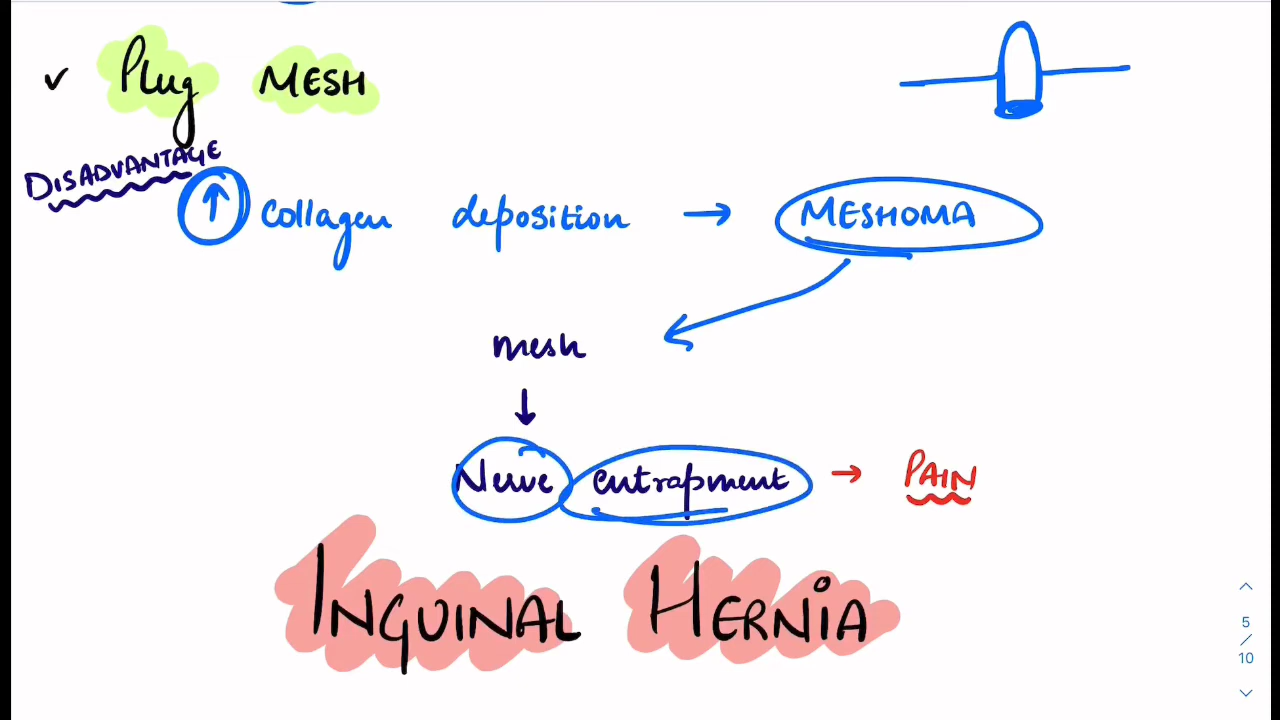 ✓ Plug MESH
DISADVANTAGE
↑ Collagen deposition → MESHOMA
mesh
↓
Nerve entrapment → PAIN
INGUINAL HERNIA
5
/
10